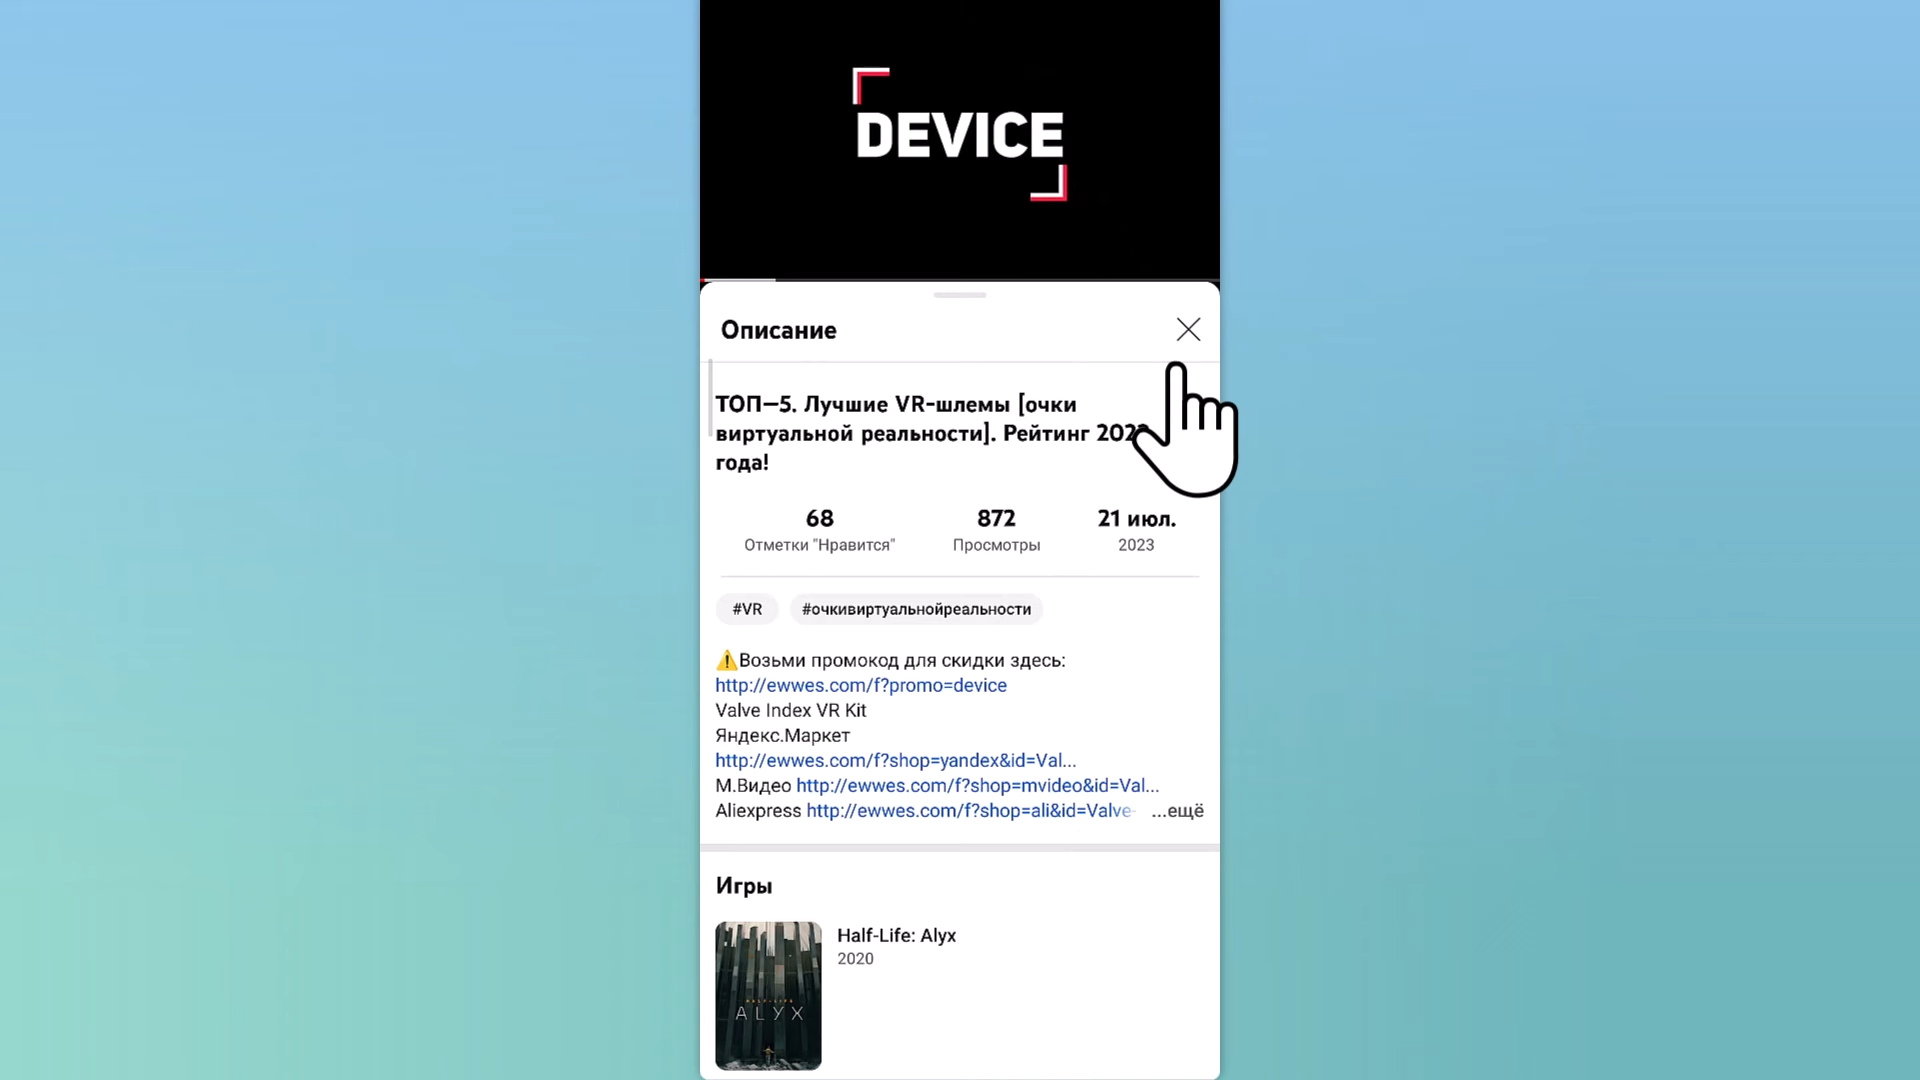 DEVICE
Описание
ТОП—5. Лучшие VR-шлемы [очки
виртуальной реальности]. Рейтинг
года!
68
872
21 июл.
Отметки "Нравится"
Просмотры
2023
#VR
#очкивиртуальнойреальности
⚠️Возьми промокод для скидки здесь:
http://ewwes.com/f?promo=device
Valve Index VR Kit
Яндекс.Маркет
http://ewwes.com/f?shop=yandex&id=Val...
М.Видео http://ewwes.com/f?shop=mvideo&id=Val...
Aliexpress http://ewwes.com/f?shop=ali&id=Valve- ...ещё
Игры
Half-Life: Alyx
2020
HALF-LIFE
ALYX